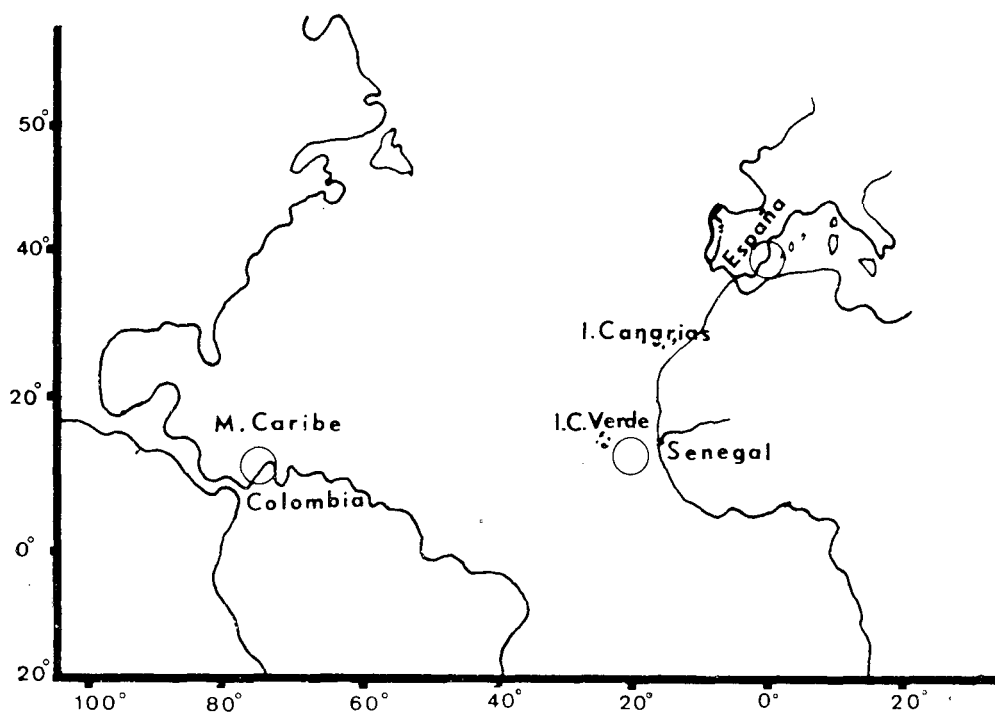 50°
40°
20°
0°
20°
España
I. Canarias
I.C. Verde
Senegal
M. Caribe
Colombia
100° 80° 60° 40° 20° 0° 20°